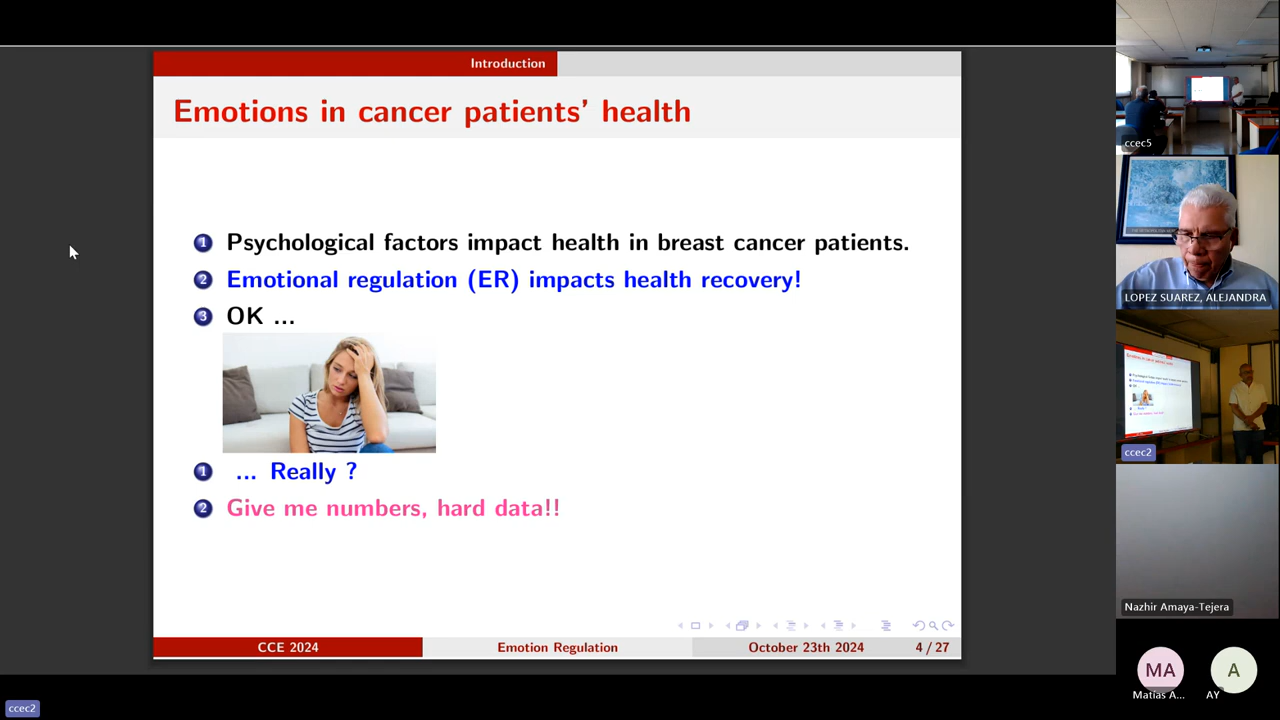 Introduction
Emotions in cancer patients' health
1 Psychological factors impact health in breast cancer patients.
2 Emotional regulation (ER) impacts health recovery!
3 OK ...
1 ... Really ?
2 Give me numbers, hard data!!
CCE 2024
Emotion Regulation
October 23th 2024
4 / 27
ccec2
ccec5
LOPEZ SUAREZ, ALEJANDRA
ccec2
Nazhir Amaya-Tejera
MA
A
Matías A...
AY